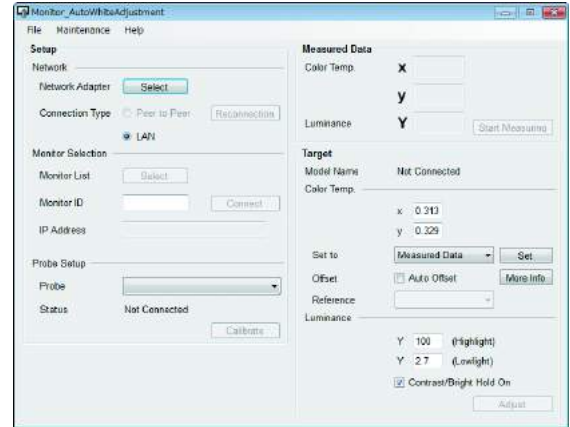 Monitor_AutoWhiteAdjustment
File Maintenance Help
Setup
Network
Network Adapter Select
Connection Type Peer to Peer Reconnection
LAN
Monitor Selection
Monitor List Select
Monitor ID Connect
IP Address
Probe Setup
Probe
Status Not Connected
Calibrate
Measured Data
Color Temp. x
y
Luminance Y Start Measuring
Target
Model Name Not Connected
Color Temp.
x 0.313
y 0.329
Set to Measured Data Set
Offset Auto Offset More Info
Reference
Luminance
Y 100 (Highlight)
Y 2.7 (Lowlight)
Contrast/Bright Hold On
Adjust